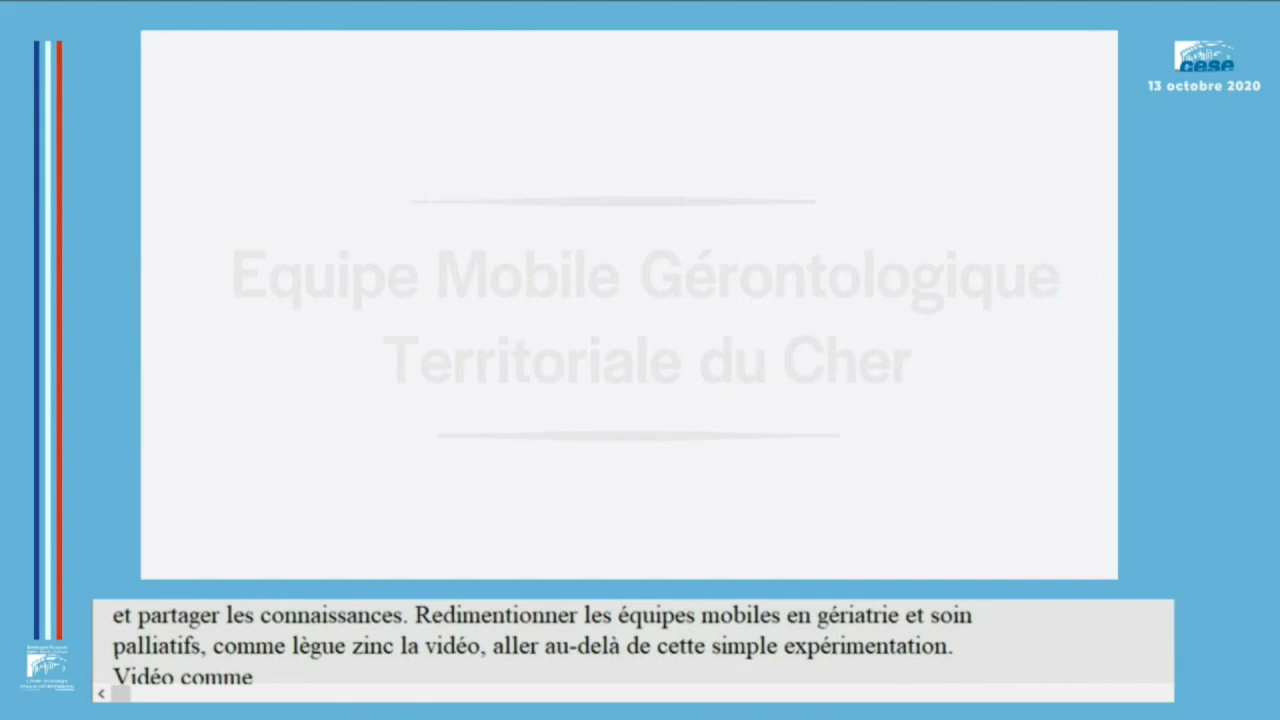 cese
13 octobre 2020
Equipe Mobile Gérontologique
Territoriale du Cher
et partager les connaissances. Redimentionner les équipes mobiles en gériatrie et soin
palliatifs, comme lègue zinc la vidéo, aller au-delà de cette simple expérimentation.
Vidéo comme